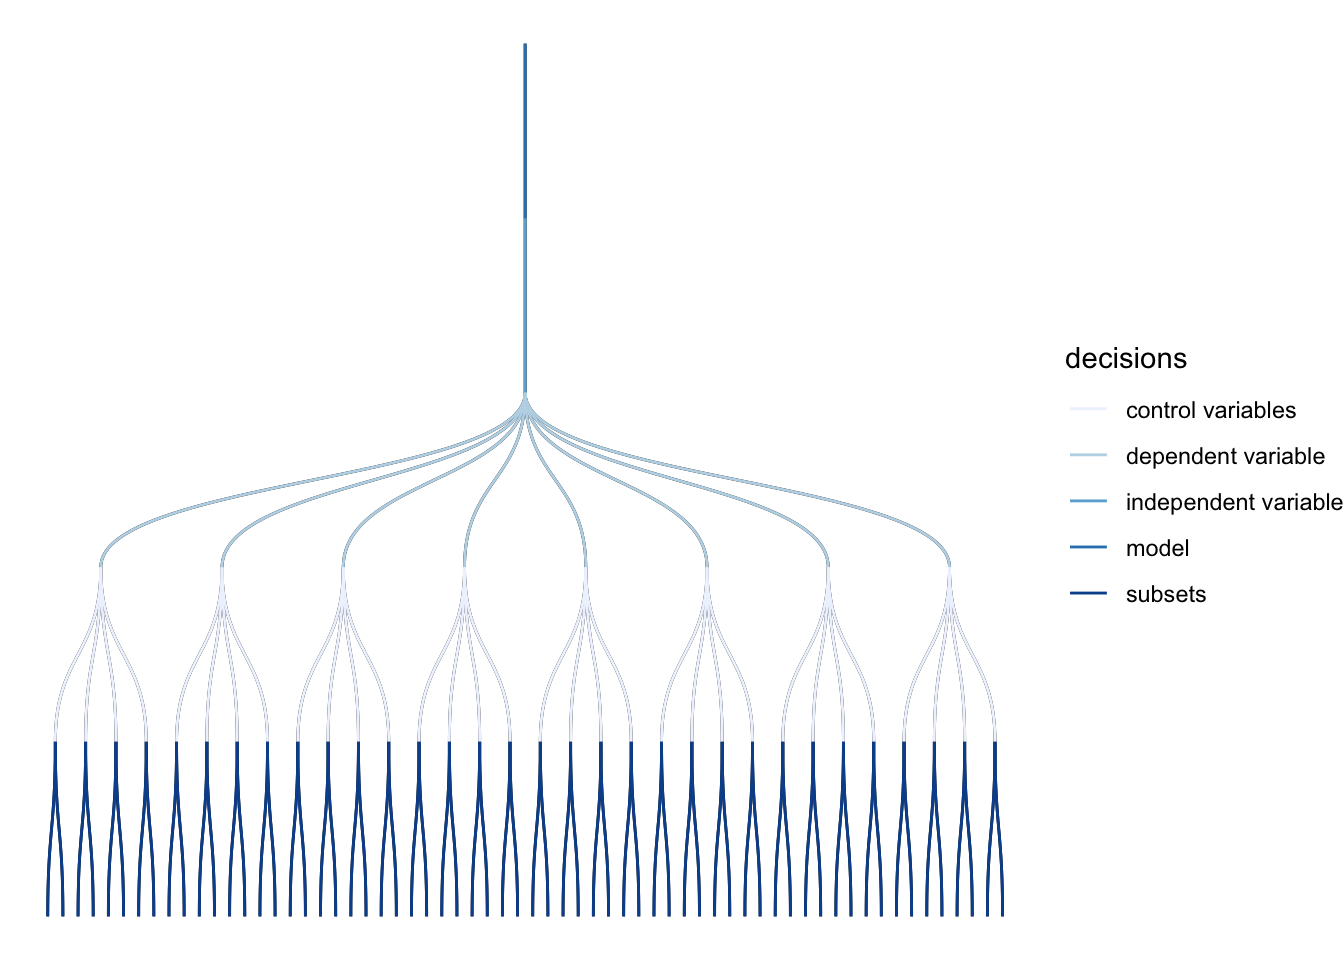 decisions
control variables
dependent variable
independent variable
model
subsets